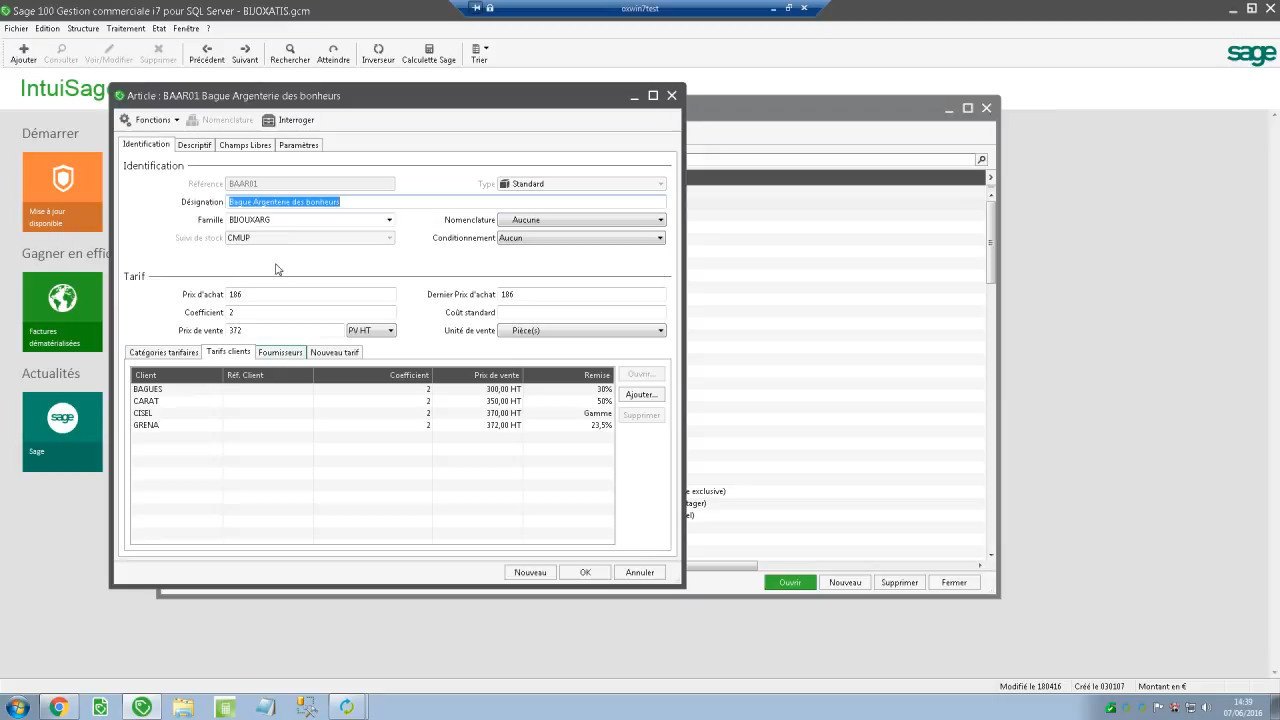 Sage 100 Gestion commerciale i7 pour SQL Server - BIJOXATIS.gcm
oxwin7test
Fichier Edition Structure Traitement Etat Fenêtre ?
Ajouter Consulter Voir/Modifier Supprimer Précédent Suivant Rechercher Atteindre Inverseur Calculette Sage Trier
sage
IntuiSage
Démarrer
Mise à jour
disponible
Gagner en effi
Factures
dématérialisées
Actualités
sage
Sage
Article : BAAR01 Bague Argenterie des bonheurs
Fonctions Nomenclature Interroger
Identification Descriptif Champs Libres Paramètres
Identification
Référence BAAR01 Type Standard
Désignation Bague Argenterie des bonheurs
Famille BIJOUXARG Nomenclature Aucune
Suivi de stock CMUP Conditionnement Aucun
Tarif
Prix d'achat 186 Dernier Prix d'achat 186
Coefficient 2 Coût standard
Prix de vente 372 PV HT Unité de vente Pièce(s)
Catégories tarifaires Tarifs clients Fournisseurs Nouveau tarif
Client Réf. Client Coefficient Prix de vente Remise
BAGUES 2 300,00 HT 30%
CARAT 2 350,00 HT 50%
CISEL 2 370,00 HT Gamme
GRENA 2 372,00 HT 23,5%
Ouvrir...
Ajouter...
Supprimer
Nouveau OK Annuler
e exclusive)
tager)
el)
Ouvrir Nouveau Supprimer Fermer
Modifié le 180416 Créé le 030107 Montant en €
14:39
07/06/2016